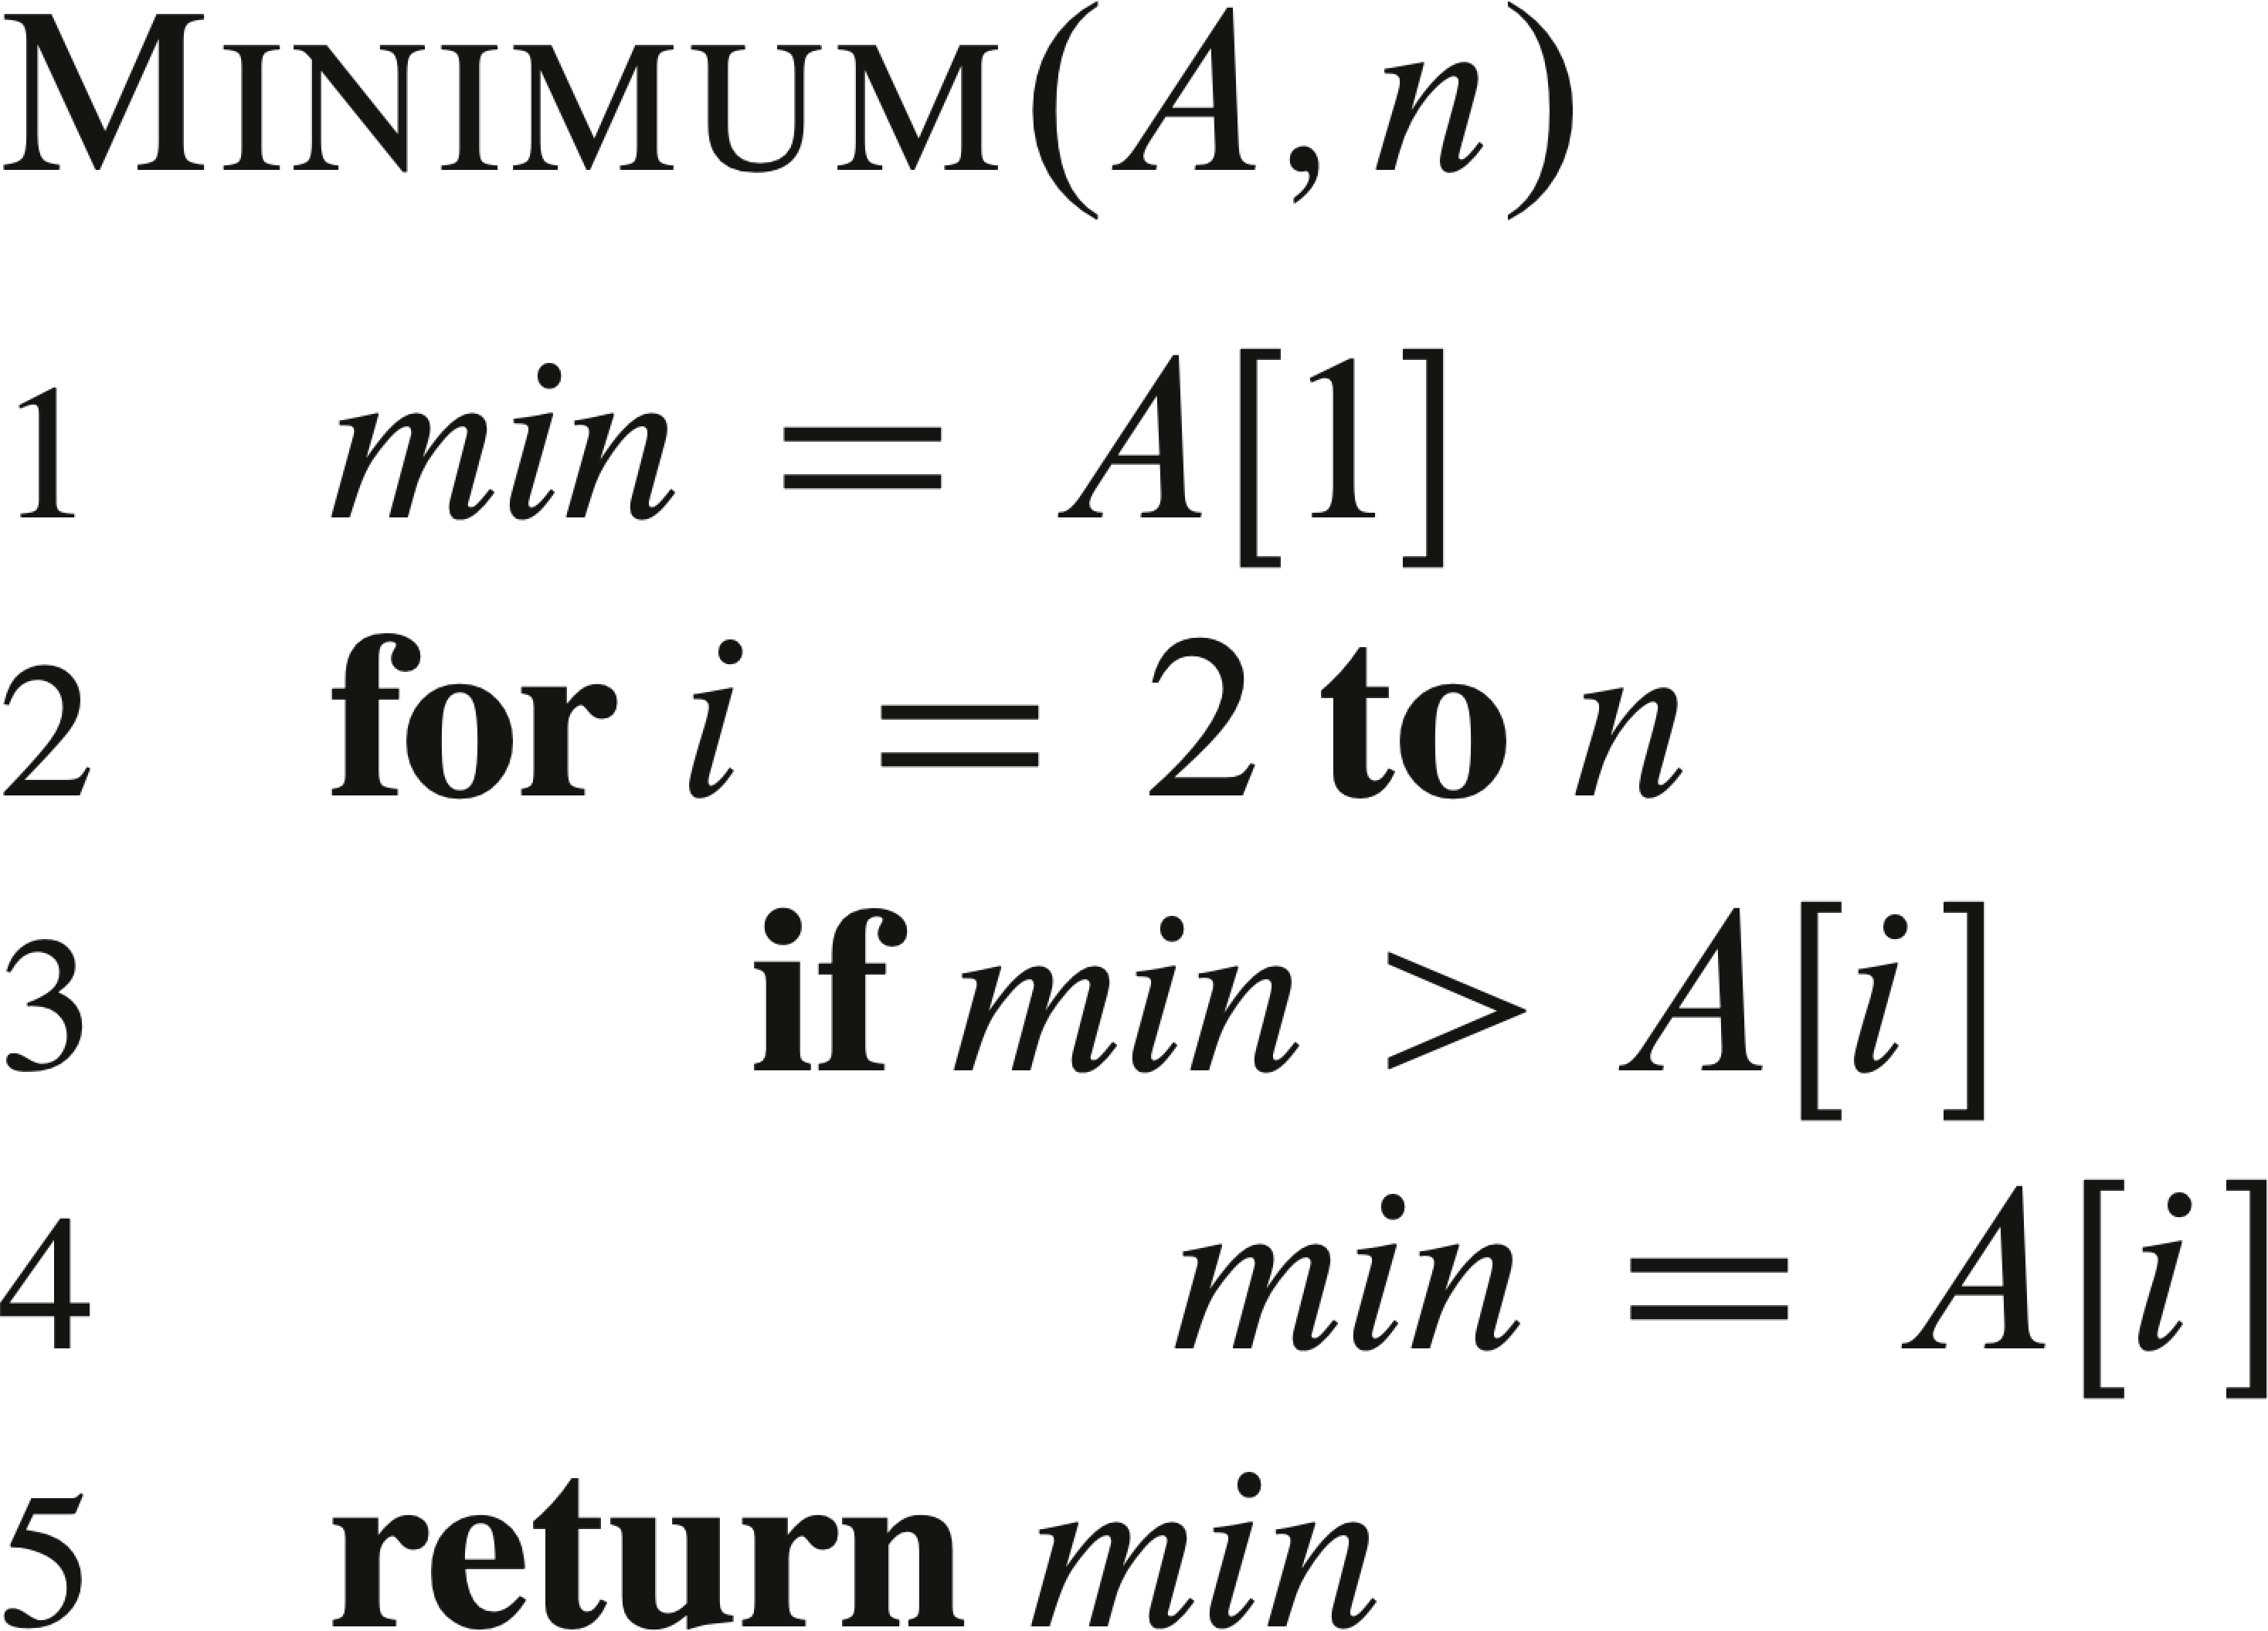 MINIMUM(A, n)
1 min = A[1]
2 for i = 2 to n
3 if min > A[i]
4 min = A[i]
5 return min